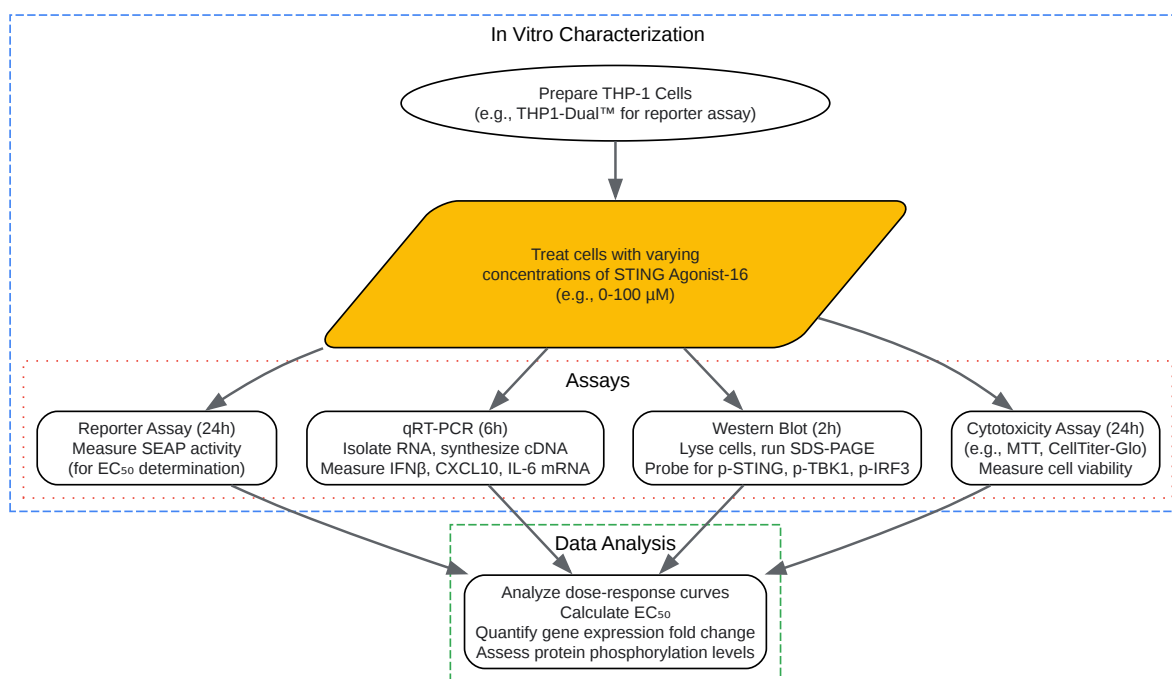 In Vitro Characterization
Prepare THP-1 Cells
(e.g., THP1-Dual™ for reporter assay)
Treat cells with varying
concentrations of STING Agonist-16
(e.g., 0-100 µM)
Assays
Reporter Assay (24h)
Measure SEAP activity
(for EC₅₀ determination)
qRT-PCR (6h)
Isolate RNA, synthesize cDNA
Measure IFNβ, CXCL10, IL-6 mRNA
Western Blot (2h)
Lyse cells, run SDS-PAGE
Probe for p-STING, p-TBK1, p-IRF3
Cytotoxicity Assay (24h)
(e.g., MTT, CellTiter-Glo)
Measure cell viability
Data Analysis
Analyze dose-response curves
Calculate EC₅₀
Quantify gene expression fold change
Assess protein phosphorylation levels